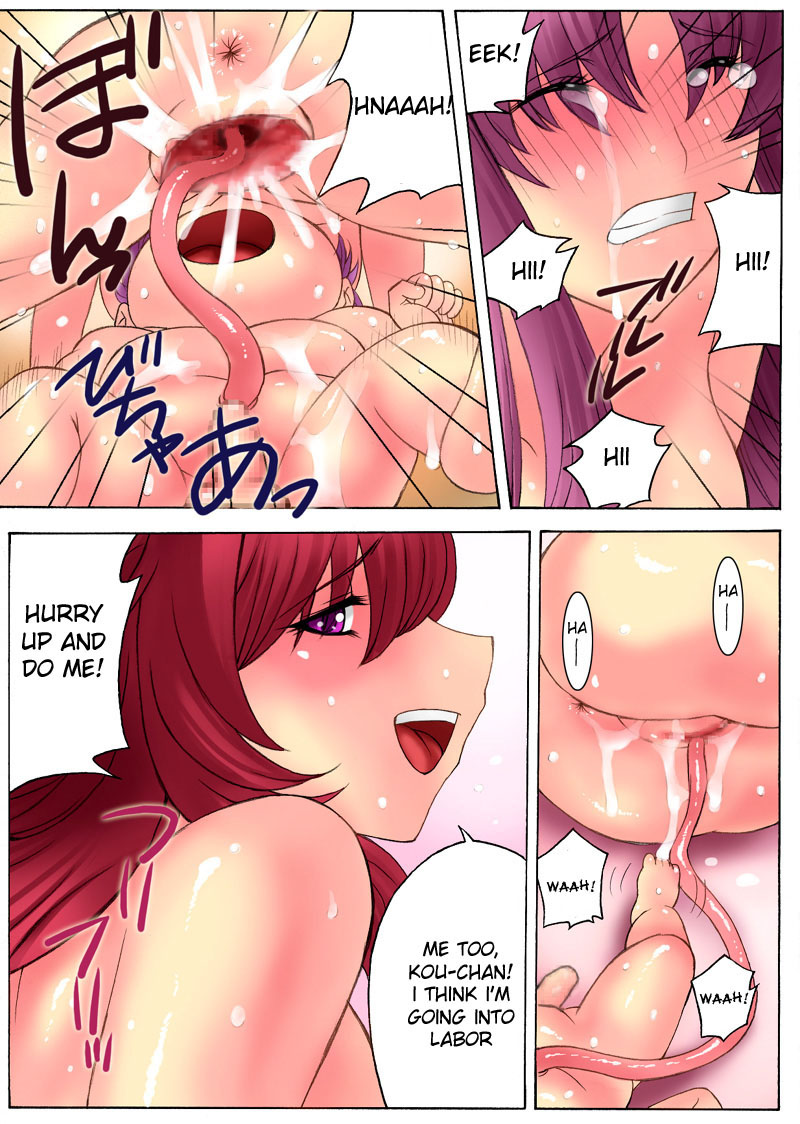 EEK!
HII!
HII!
HII
HNAAAH!
ぼんっ
びちゃあっ
HA
—
HA
—
WAAH!
WAAH!
HURRY
UP AND
DO ME!
ME TOO,
KOU-CHAN!
I THINK I'M
GOING INTO
LABOR